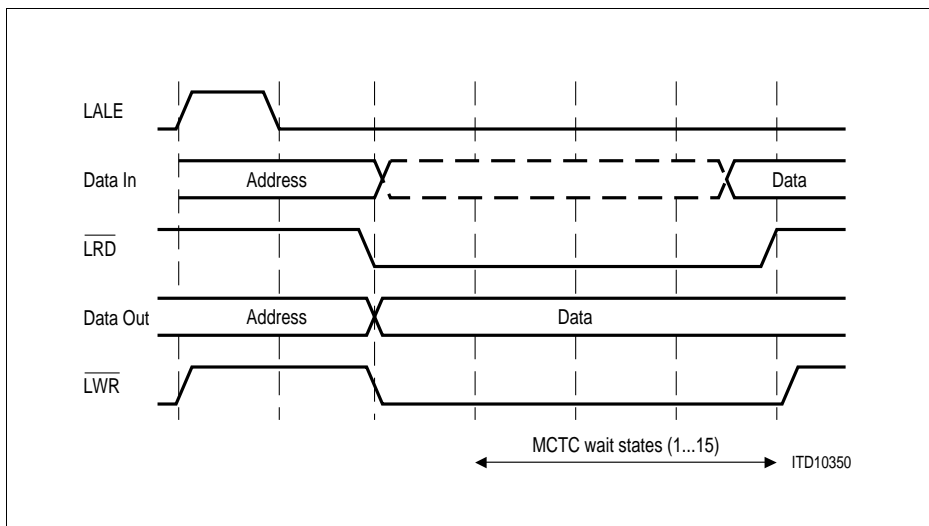 LALE
Data In
Address
Data
LRD
Data Out
Address
Data
LWR
MCTC wait states (1...15)
ITD10350